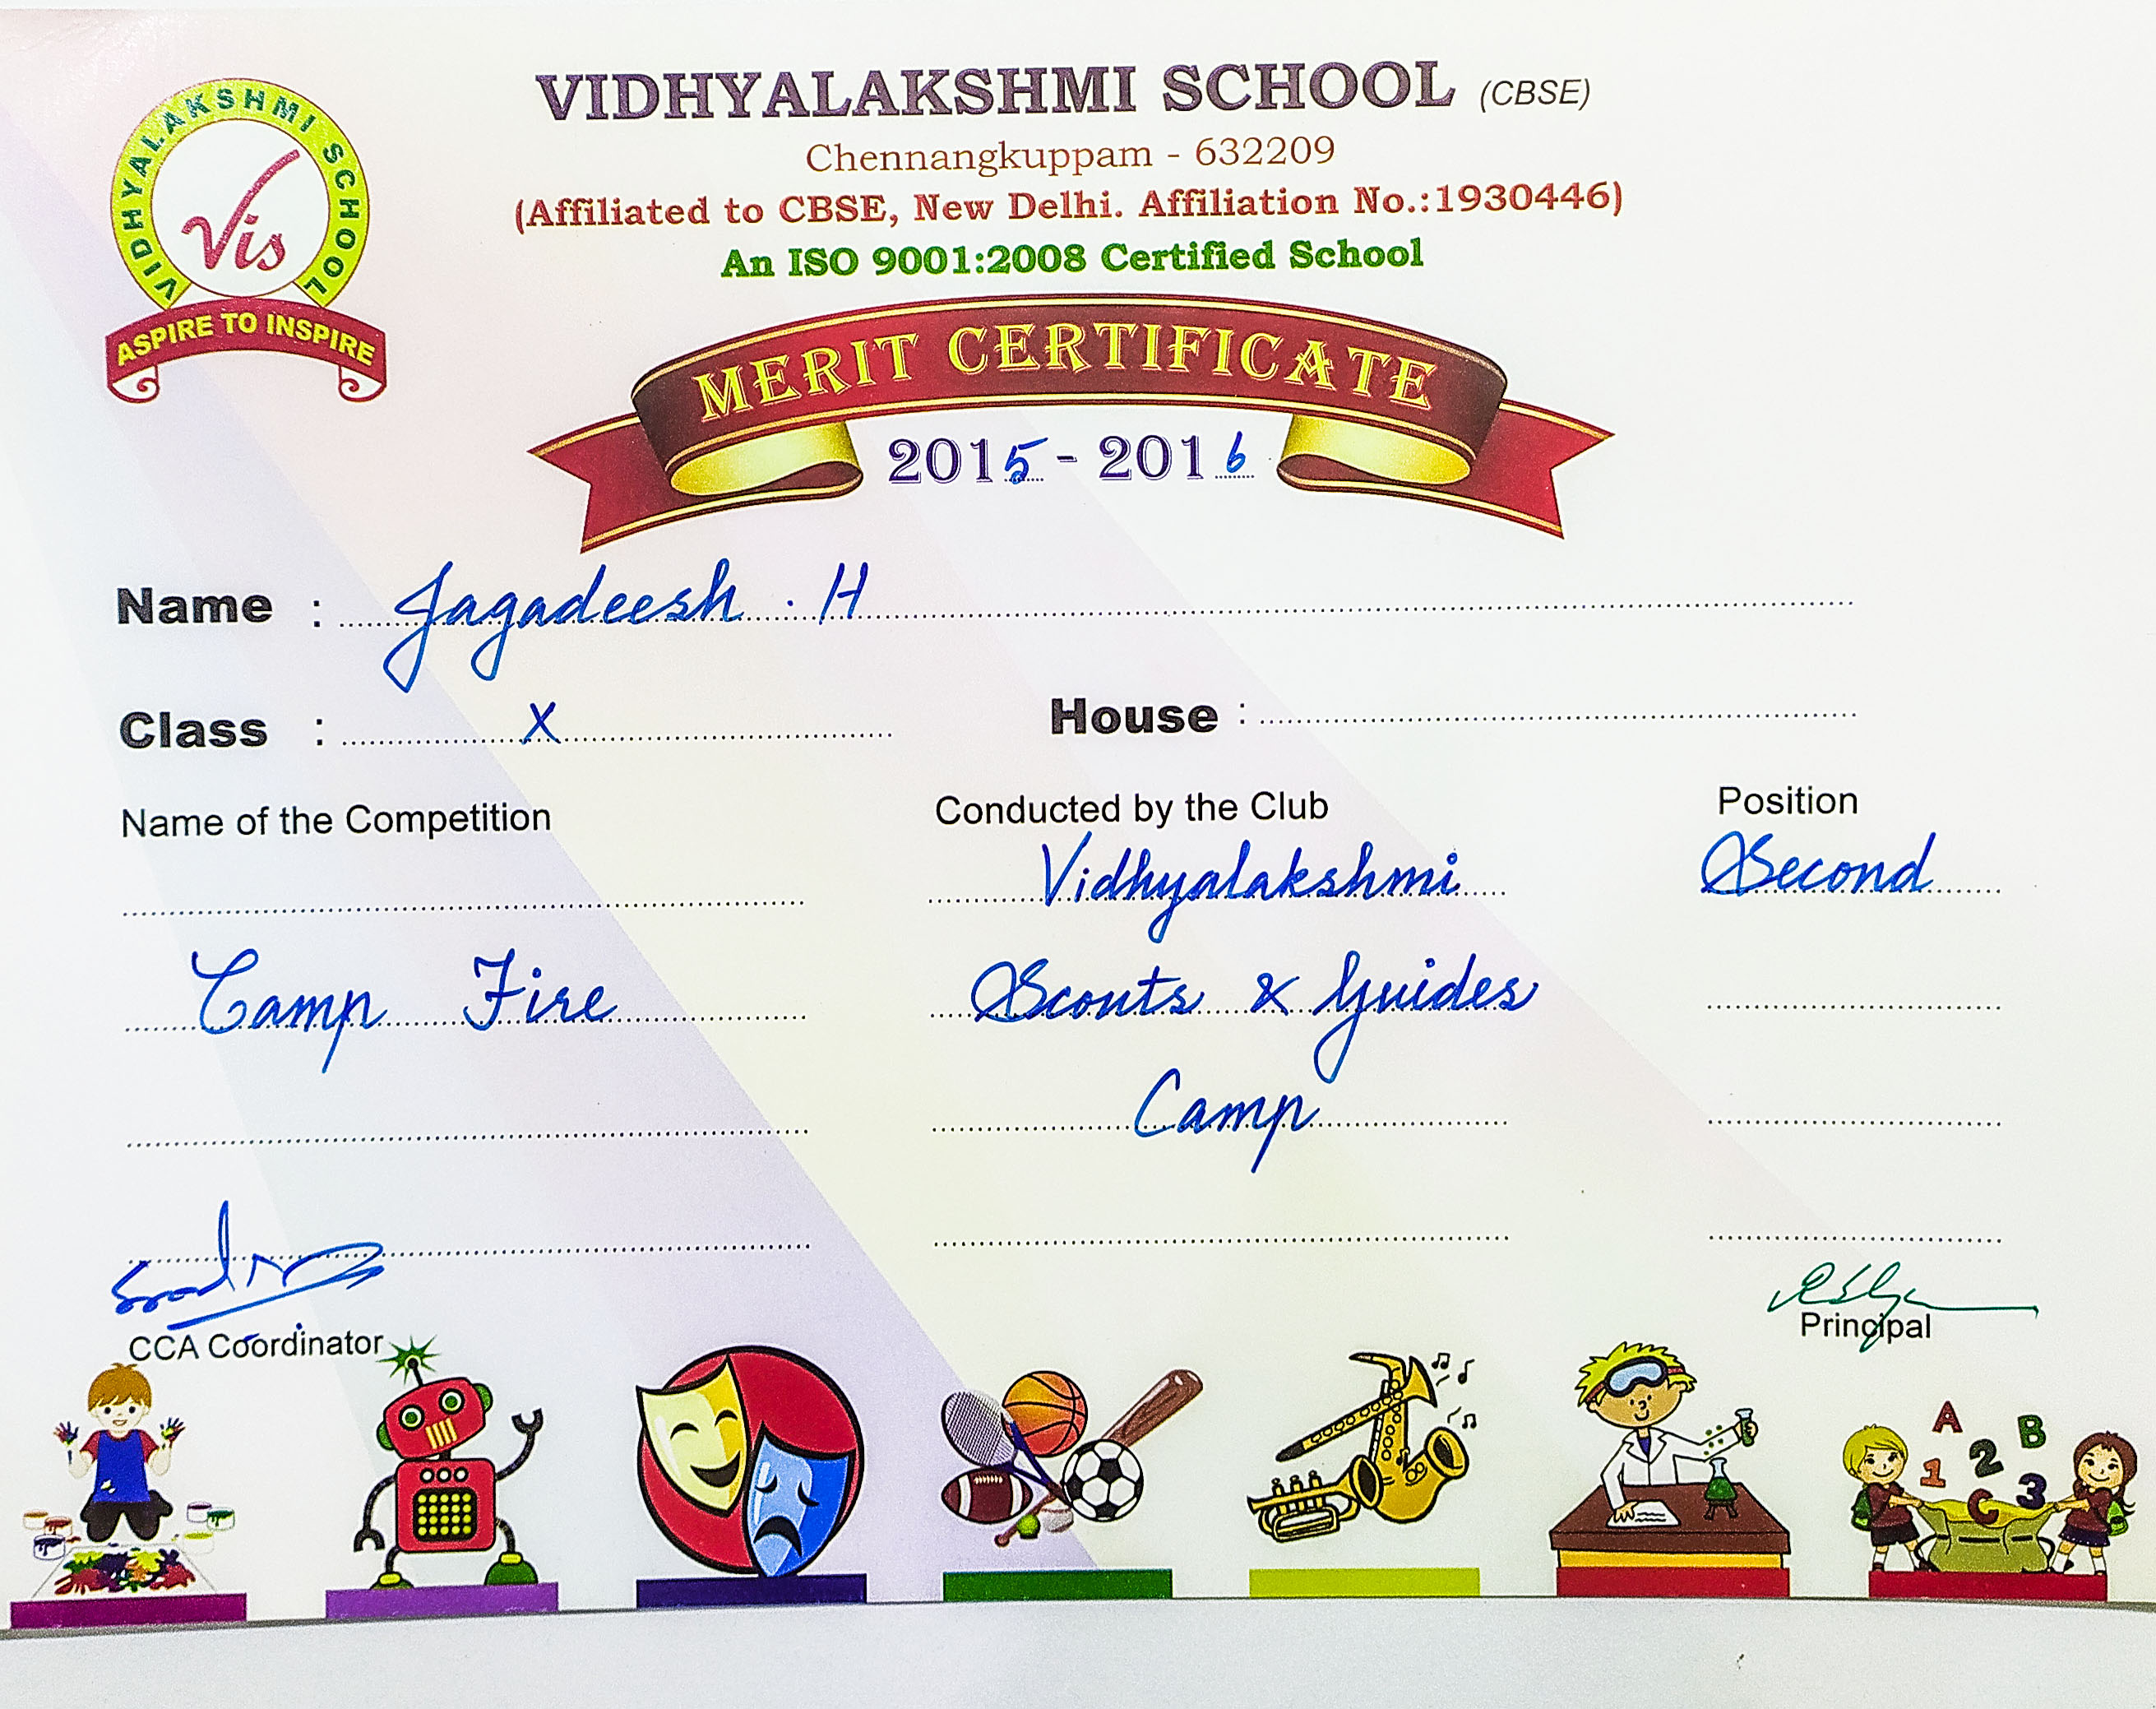 VIDHYALAKSHMI SCHOOL
Vis
ASPIRE TO INSPIRE
VIDHYALAKSHMI SCHOOL (CBSE)
Chennangkuppam - 632209
(Affiliated to CBSE, New Delhi. Affiliation No.:1930446)
An ISO 9001:2008 Certified School
MERIT CERTIFICATE
2015 - 2016
Name : Jagadeesh . H
Class : X House :
Name of the Competition Conducted by the Club Position
Vidhyalakshmi Second
Camp Fire Scouts & Guides
Camp
CCA Coordinator Principal
A B
1 2 3
C